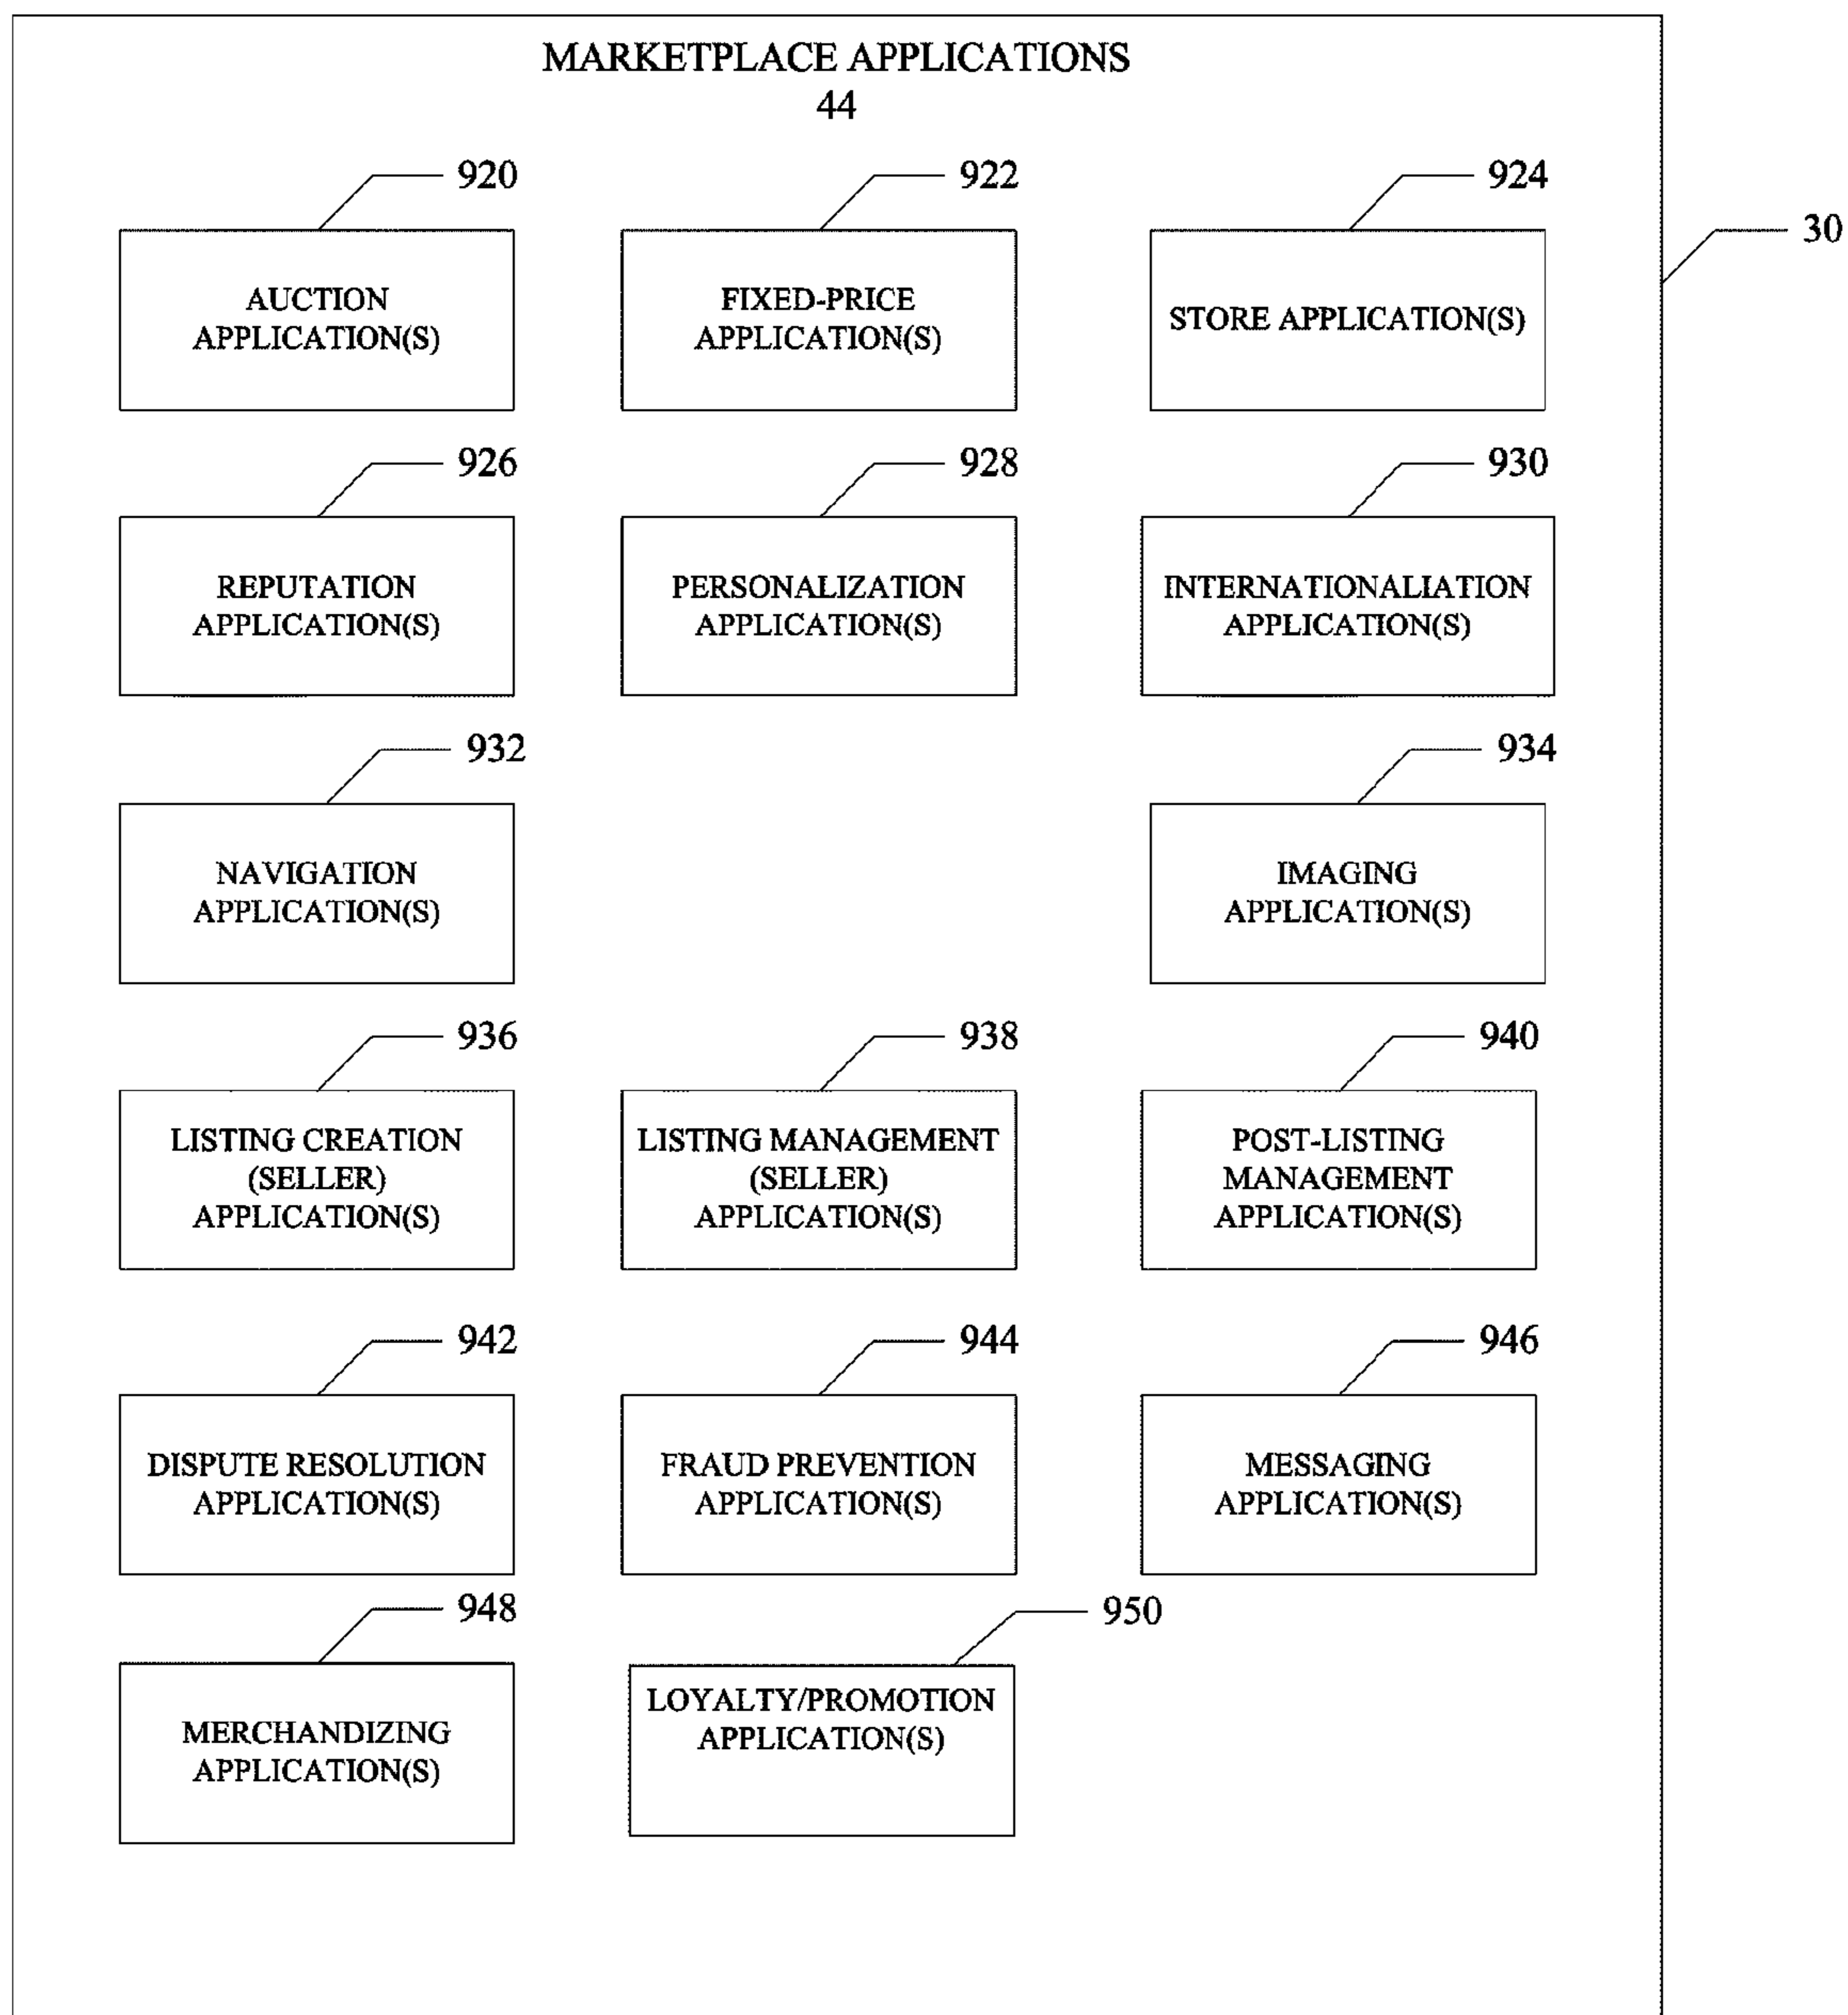 MARKETPLACE APPLICATIONS
44
920
922
924
30
AUCTION
APPLICATION(S)
FIXED-PRICE
APPLICATION(S)
STORE APPLICATION(S)
926
928
930
REPUTATION
APPLICATION(S)
PERSONALIZATION
APPLICATION(S)
INTERNATIONALIATION
APPLICATION(S)
932
934
NAVIGATION
APPLICATION(S)
IMAGING
APPLICATION(S)
936
938
940
LISTING CREATION
(SELLER)
APPLICATION(S)
LISTING MANAGEMENT
(SELLER)
APPLICATION(S)
POST-LISTING
MANAGEMENT
APPLICATION(S)
942
944
946
DISPUTE RESOLUTION
APPLICATION(S)
FRAUD PREVENTION
APPLICATION(S)
MESSAGING
APPLICATION(S)
948
950
MERCHANDIZING
APPLICATION(S)
LOYALTY/PROMOTION
APPLICATION(S)